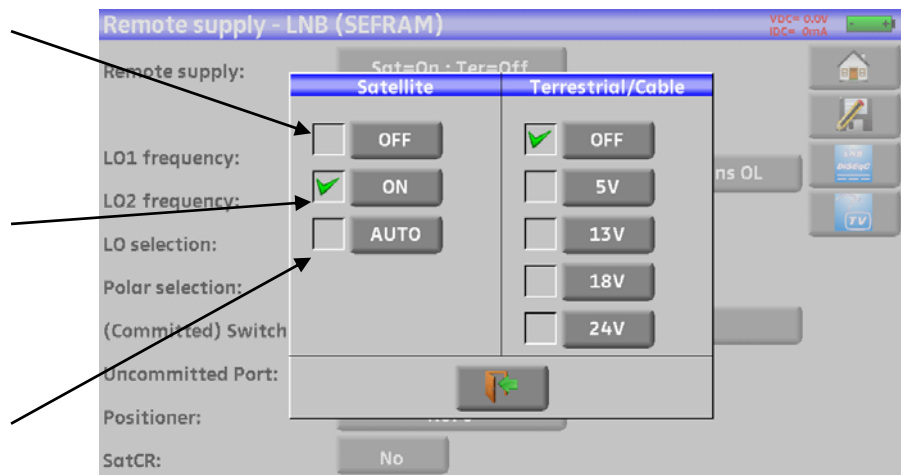 Remote supply - LNB (SEFRAM)
VDC= 0.0V
IDC= .0mA
Remote supply:
Sat=On · Ter=Off
Satellite
Terrestrial/Cable
OFF
OFF
LO1 frequency:
ns OL
ON
5V
LO2 frequency:
AUTO
13V
LO selection:
18V
Polar selection:
24V
(Committed) Switch
Uncommitted Port:
Positioner:
SatCR:
No
DiSEqC
TV